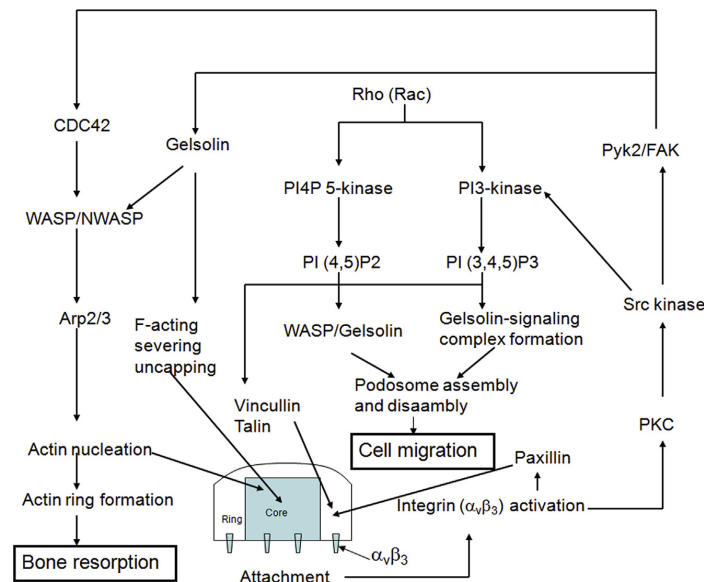 Rho (Rac)
CDC42
Gelsolin
Pyk2/FAK
PI4P 5-kinase
PI3-kinase
WASP/NWASP
PI (4,5)P2
PI (3,4,5)P3
Src kinase
Arp2/3
F-acting
severing
uncapping
WASP/Gelsolin
Gelsolin-signaling
complex formation
Vincullin
Talin
Podosome assembly
and disaambly
PKC
Cell migration
Actin nucleation
Paxillin
Actin ring formation
Ring
Core
Integrin (αvβ3) activation
Bone resorption
αvβ3
Attachment